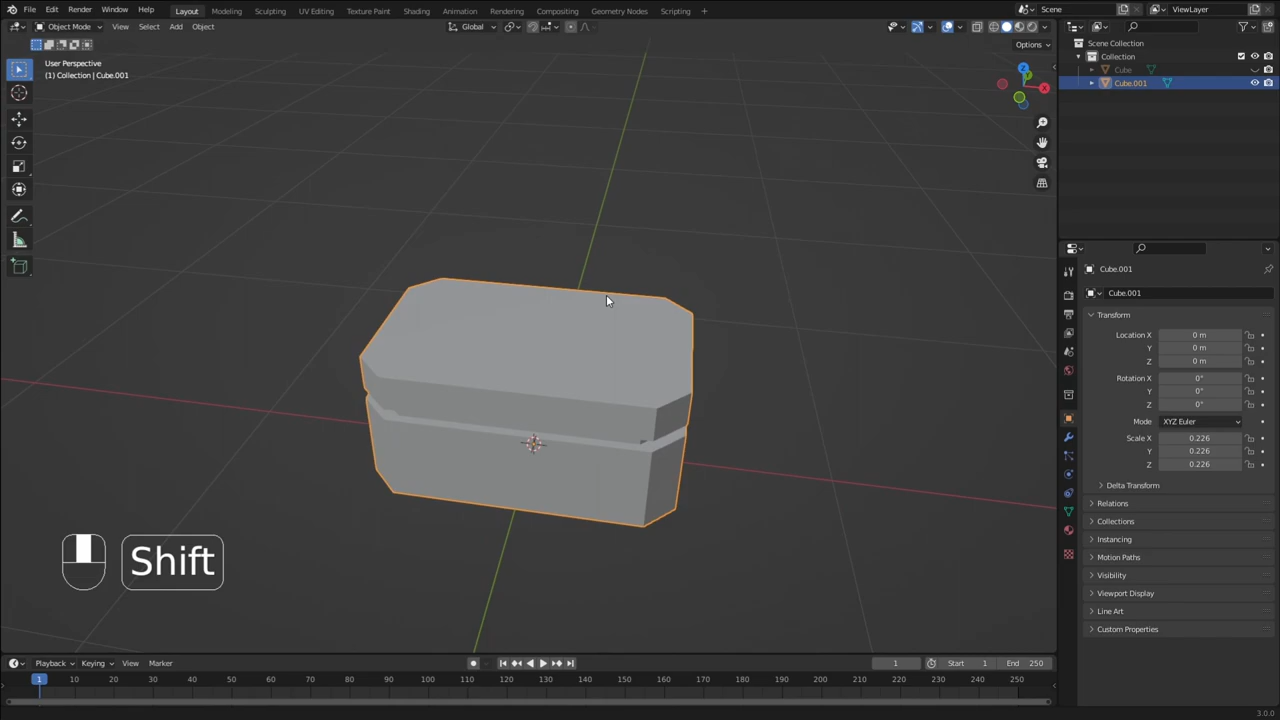 File Edit Render Window Help Layout Modeling Sculpting UV Editing Texture Paint Shading Animation Rendering Compositing Geometry Nodes Scripting + Scene ViewLayer
Object Mode View Select Add Object Global
Options
User Perspective
(1) Collection | Cube.001
Scene Collection
Collection
Cube
Cube.001
Z
X
Cube.001
Cube.001
Transform
Location X 0 m
Y 0 m
Z 0 m
Rotation X 0°
Y 0°
Z 0°
Mode XYZ Euler
Scale X 0.226
Y 0.226
Z 0.226
Delta Transform
Relations
Collections
Instancing
Motion Paths
Visibility
Viewport Display
Line Art
Custom Properties
Shift
Playback Keying View Marker 1 Start 1 End 250
1 10 20 30 40 50 60 70 80 90 100 110 120 130 140 150 160 170 180 190 200 210 220 230 240 250
3.0.0